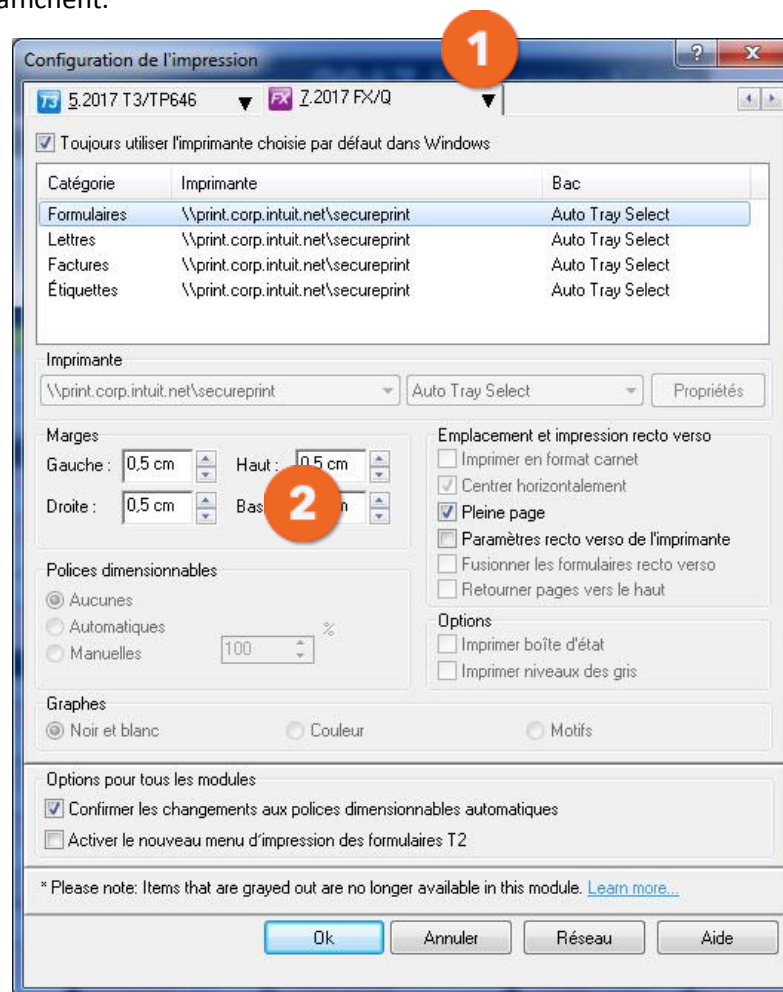 affichent.
1
Configuration de l'impression
T3 5.2017 T3/TP646 FX 7.2017 FX/Q
Toujours utiliser l'imprimante choisie par défaut dans Windows
Catégorie Imprimante Bac
Formulaires \\print.corp.intuit.net\secureprint Auto Tray Select
Lettres \\print.corp.intuit.net\secureprint Auto Tray Select
Factures \\print.corp.intuit.net\secureprint Auto Tray Select
Étiquettes \\print.corp.intuit.net\secureprint Auto Tray Select
Imprimante
\\print.corp.intuit.net\secureprint Auto Tray Select Propriétés
Marges
Gauche : 0,5 cm Haut : 0,5 cm
Droite : 0,5 cm Bas 2
Emplacement et impression recto verso
Imprimer en format carnet
Centrer horizontalement
Pleine page
Paramètres recto verso de l'imprimante
Fusionner les formulaires recto verso
Retourner pages vers le haut
Polices dimensionnables
Aucunes
Automatiques %
Manuelles 100
Options
Imprimer boîte d'état
Imprimer niveaux des gris
Graphes
Noir et blanc Couleur Motifs
Options pour tous les modules
Confirmer les changements aux polices dimensionnables automatiques
Activer le nouveau menu d'impression des formulaires T2
* Please note: Items that are grayed out are no longer available in this module. Learn more...
Ok Annuler Réseau Aide